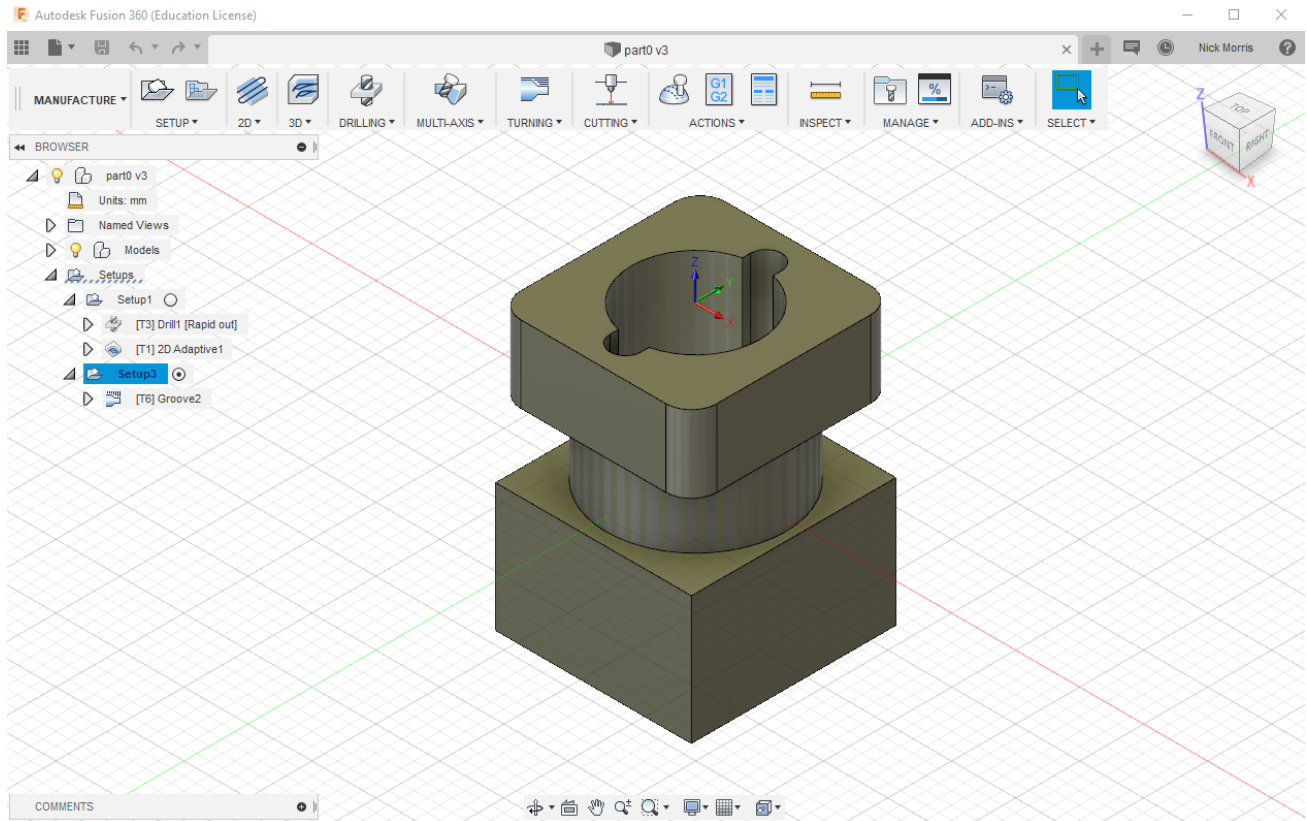 F Autodesk Fusion 360 (Education License)
part0 v3
Nick Morris
MANUFACTURE
SETUP 2D 3D DRILLING MULTI-AXIS TURNING CUTTING ACTIONS INSPECT MANAGE ADD-INS SELECT
G1
G2
%
BROWSER
part0 v3
Units: mm
Named Views
Models
Setups
Setup1
[T3] Drill1 [Rapid out]
[T1] 2D Adaptive1
Setup3
[T6] Groove2
Z
TOP
FRONT
RIGHT
X
Z
Y
X
COMMENTS